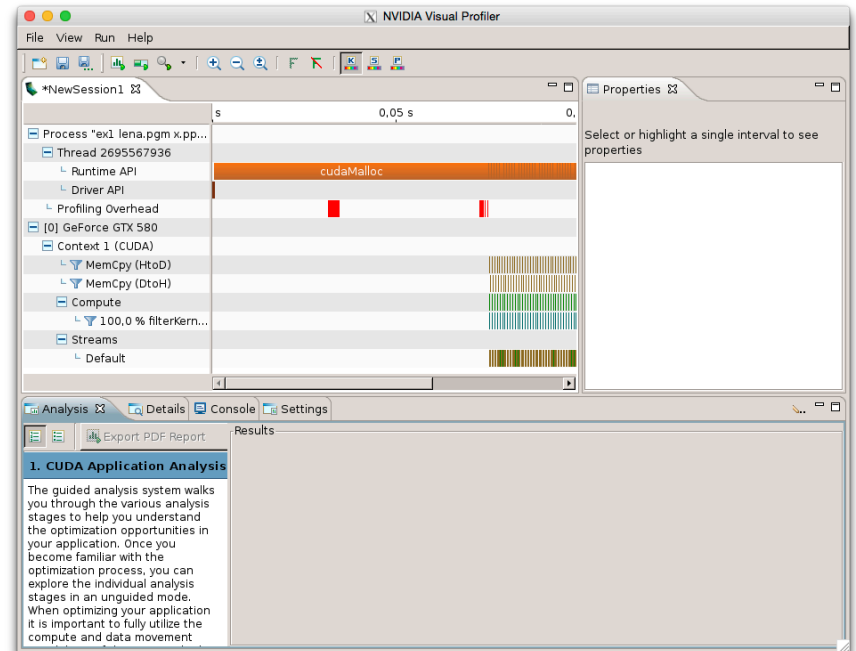 NVIDIA Visual Profiler
File View Run Help
F K S P
*NewSession1
Properties
s 0,05 s 0,
Select or highlight a single interval to see
properties
Process "ex1 lena.pgm x.pp...
Thread 2695567936
Runtime API
cudaMalloc
Driver API
Profiling Overhead
[0] GeForce GTX 580
Context 1 (CUDA)
MemCpy (HtoD)
MemCpy (DtoH)
Compute
100,0 % filterKern...
Streams
Default
Analysis Details Console Settings
Export PDF Report
Results
1. CUDA Application Analysis
The guided analysis system walks
you through the various analysis
stages to help you understand
the optimization opportunities in
your application. Once you
become familiar with the
optimization process, you can
explore the individual analysis
stages in an unguided mode.
When optimizing your application
it is important to fully utilize the
compute and data movement